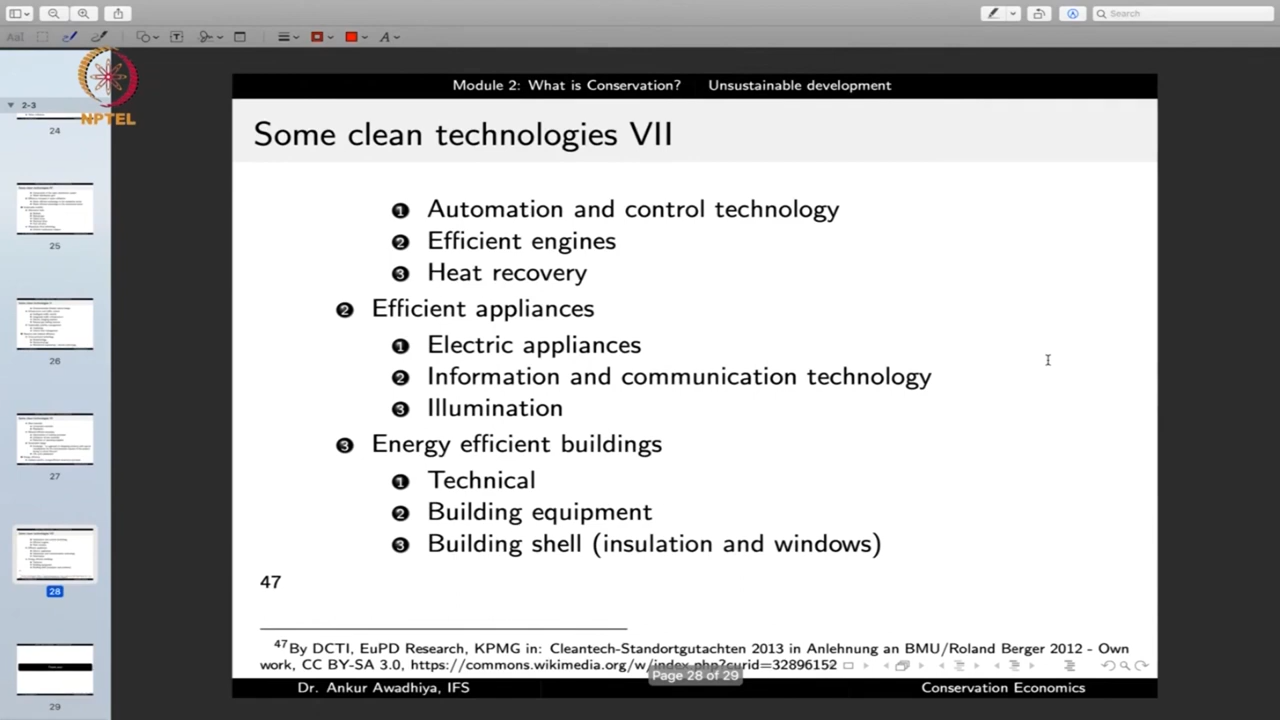 Search
AaI
NPTEL
2-3
24
25
26
27
28
29
Module 2: What is Conservation? Unsustainable development
Some clean technologies VII
1 Automation and control technology
2 Efficient engines
3 Heat recovery
2 Efficient appliances
1 Electric appliances
2 Information and communication technology
3 Illumination
3 Energy efficient buildings
1 Technical
2 Building equipment
3 Building shell (insulation and windows)
47
47By DCTI, EuPD Research, KPMG in: Cleantech-Standortgutachten 2013 in Anlehnung an BMU/Roland Berger 2012 - Own
work, CC BY-SA 3.0, https://commons.wikimedia.org/w/index.php?curid=32896152
Page 28 of 29
Dr. Ankur Awadhiya, IFS Conservation Economics